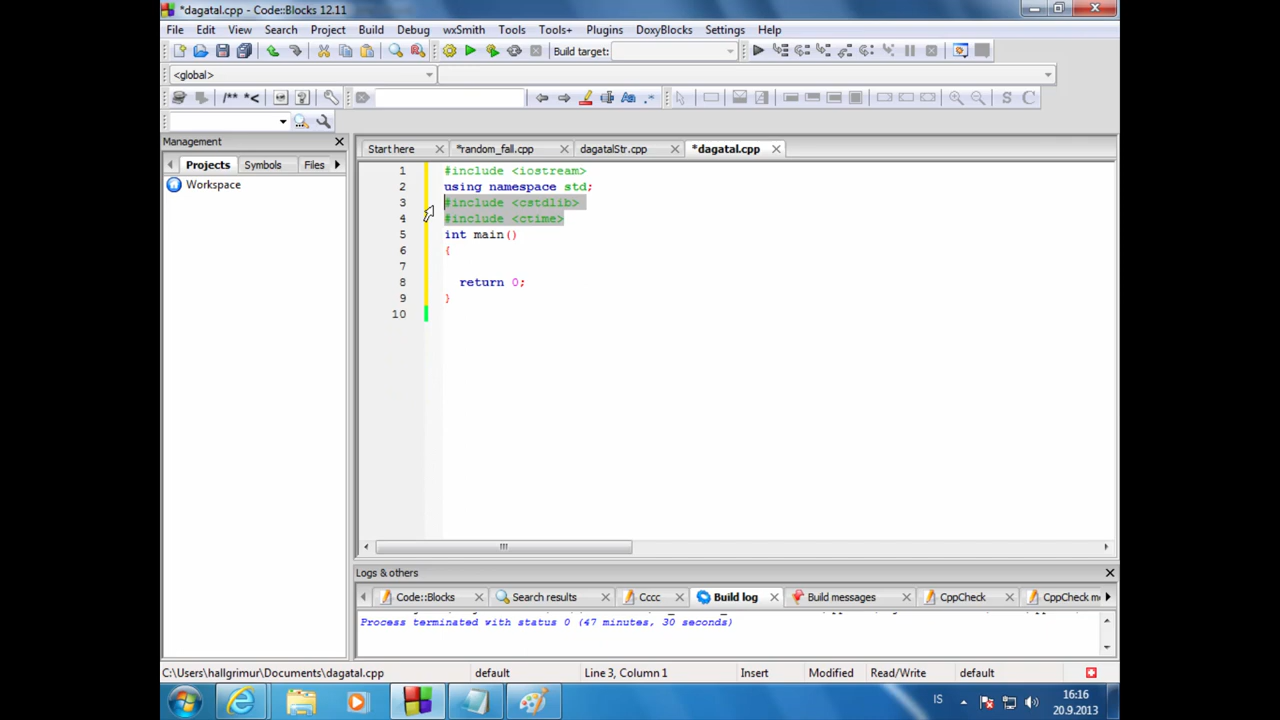 *dagatal.cpp - Code::Blocks 12.11
File Edit View Search Project Build Debug wxSmith Tools Tools+ Plugins DoxyBlocks Settings Help
Build target:
<global>
/** *<
Aa .* S C
Management
Start here *random_fall.cpp dagatalStr.cpp *dagatal.cpp
Projects Symbols Files
Workspace
1 #include <iostream>
2 using namespace std;
3 #include <cstdlib>
4 #include <ctime>
5 int main()
6 {
7
8 return 0;
9 }
10
Logs & others
Code::Blocks Search results Cccc Build log Build messages CppCheck CppCheck me
Process terminated with status 0 (47 minutes, 30 seconds)
C:\Users\hallgrimur\Documents\dagatal.cpp default Line 3, Column 1 Insert Modified Read/Write default
IS 16:16
20.9.2013